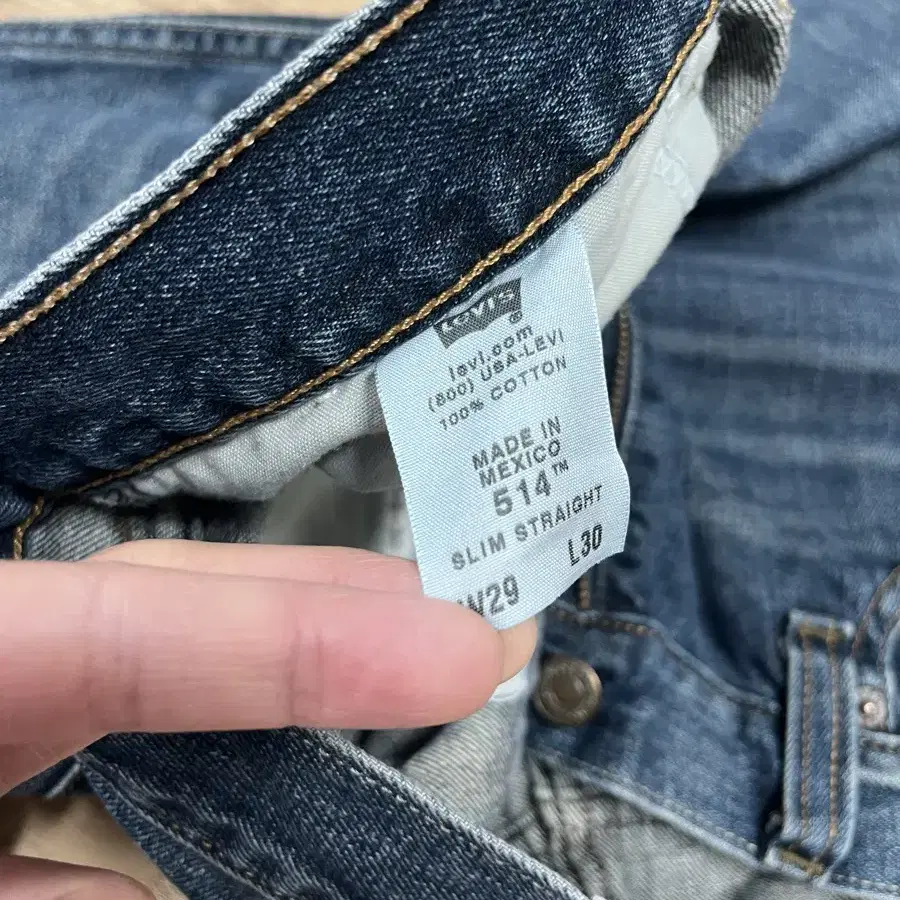 LEVI'S®
levi.com
(800) USA-LEVI
100% COTTON
MADE IN
MEXICO
514™
SLIM STRAIGHT
W29 L30